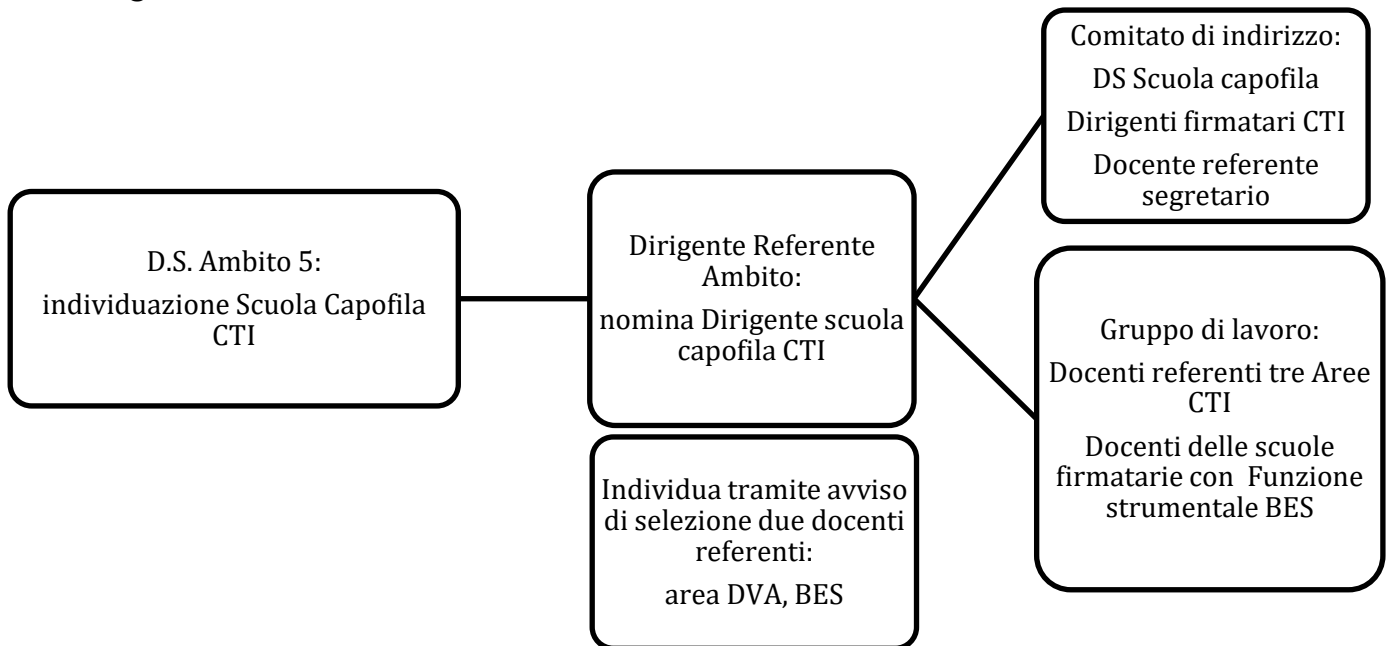 D.S. Ambito 5:
individuazione Scuola Capofila
CTI
Dirigente Referente
Ambito:
nomina Dirigente scuola
capofila CTI
Individua tramite avviso
di selezione due docenti
referenti:
area DVA, BES
Comitato di indirizzo:
DS Scuola capofila
Dirigenti firmatari CTI
Docente referente
segretario
Gruppo di lavoro:
Docenti referenti tre Aree
CTI
Docenti delle scuole
firmatarie con Funzione
strumentale BES